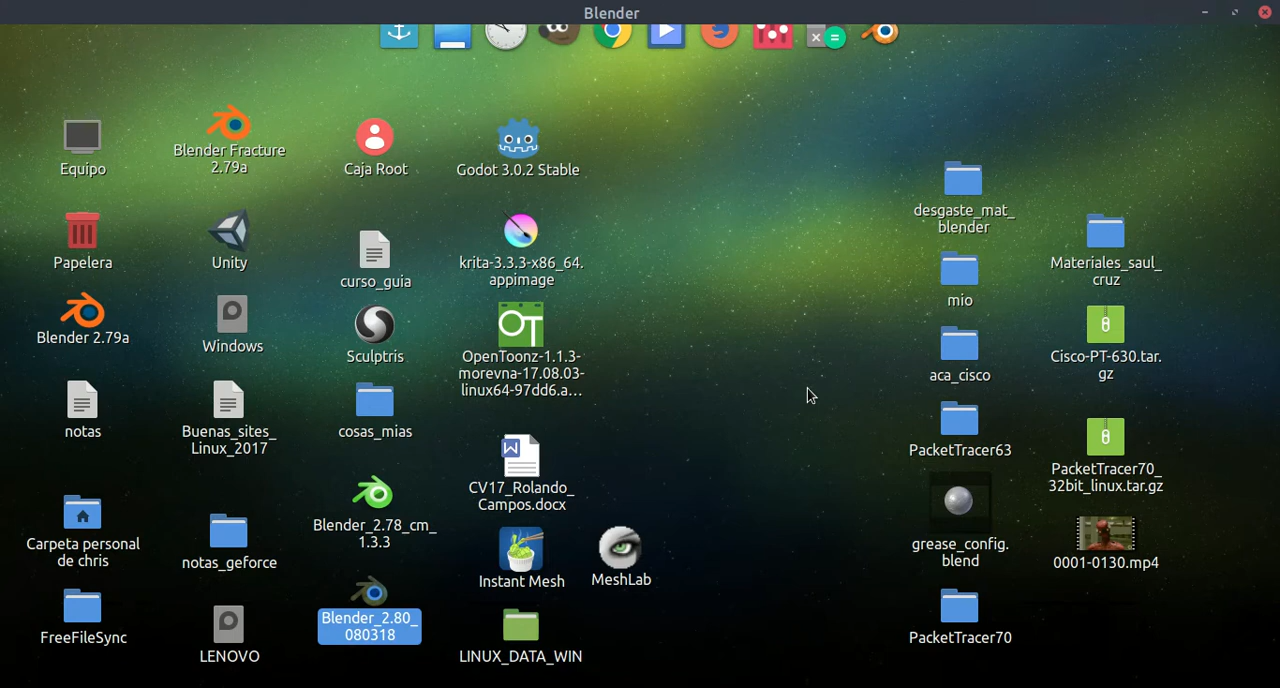 Blender
Equipo
Blender Fracture
2.79a
Caja Root
Godot 3.0.2 Stable
desgaste_mat_
blender
Papelera
Unity
curso_guia
krita-3.3.3-x86_64.
appimage
mio
Materiales_saul_
cruz
Blender 2.79a
Windows
Sculptris
OpenToonz-1.1.3-
morevna-17.08.03-
linux64-97dd6.a...
aca_cisco
Cisco-PT-630.tar.
gz
notas
Buenas_sites_
Linux_2017
cosas_mias
CV17_Rolando_
Campos.docx
PacketTracer63
PacketTracer70_
32bit_linux.tar.gz
Carpeta personal
de chris
notas_geforce
Blender_2.78_cm_
1.3.3
Instant Mesh
MeshLab
grease_config.
blend
0001-0130.mp4
FreeFileSync
LENOVO
Blender_2.80_
080318
LINUX_DATA_WIN
PacketTracer70